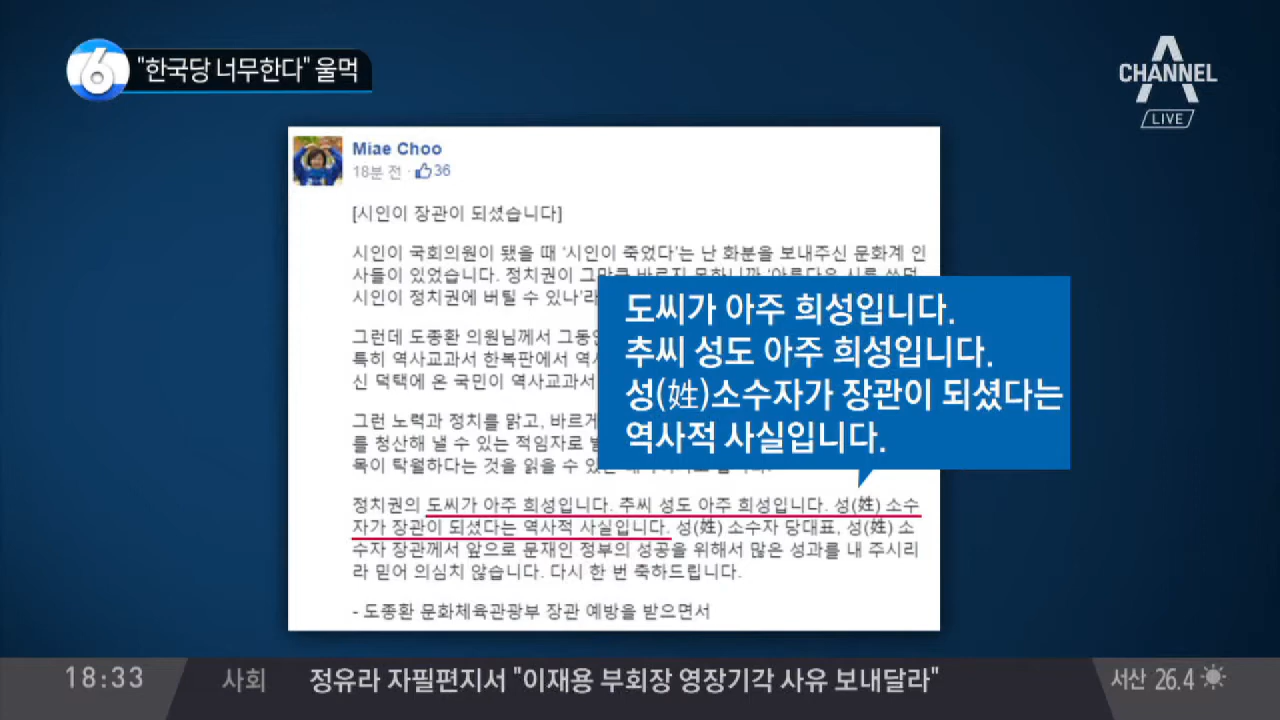 6 "한국당 너무한다" 울먹
CHANNEL A
LIVE
Miae Choo
18분 전 · 36
[시인이 장관이 되셨습니다]
시인이 국회의원이 됐을 때 '시인이 죽었다'는 난 화분을 보내주신 문화계 인
사들이 있었습니다. 정치권이 그만큼 바르지 못하니까 '아름다운 시를 쓰던
시인이 정치권에 버틸 수 있나'라
그런데 도종환 의원님께서 그동안
특히 역사교과서 한복판에서 역사
신 덕택에 온 국민이 역사교과서
그런 노력과 정치를 맑고, 바르게
를 청산해 낼 수 있는 적임자로
목이 탁월하다는 것을 읽을 수 있는
도씨가 아주 희성입니다.
추씨 성도 아주 희성입니다.
성(姓)소수자가 장관이 되셨다는
역사적 사실입니다.
정치권의 도씨가 아주 희성입니다. 추씨 성도 아주 희성입니다. 성(姓) 소수
자가 장관이 되셨다는 역사적 사실입니다. 성(姓) 소수자 당대표, 성(姓) 소
수자 장관께서 앞으로 문재인 정부의 성공을 위해서 많은 성과를 내 주시리
라 믿어 의심치 않습니다. 다시 한 번 축하드립니다.
- 도종환 문화체육관광부 장관 예방을 받으면서
18:33 사회 정유라 자필편지서 "이재용 부회장 영장기각 사유 보내달라" 서산 26.4